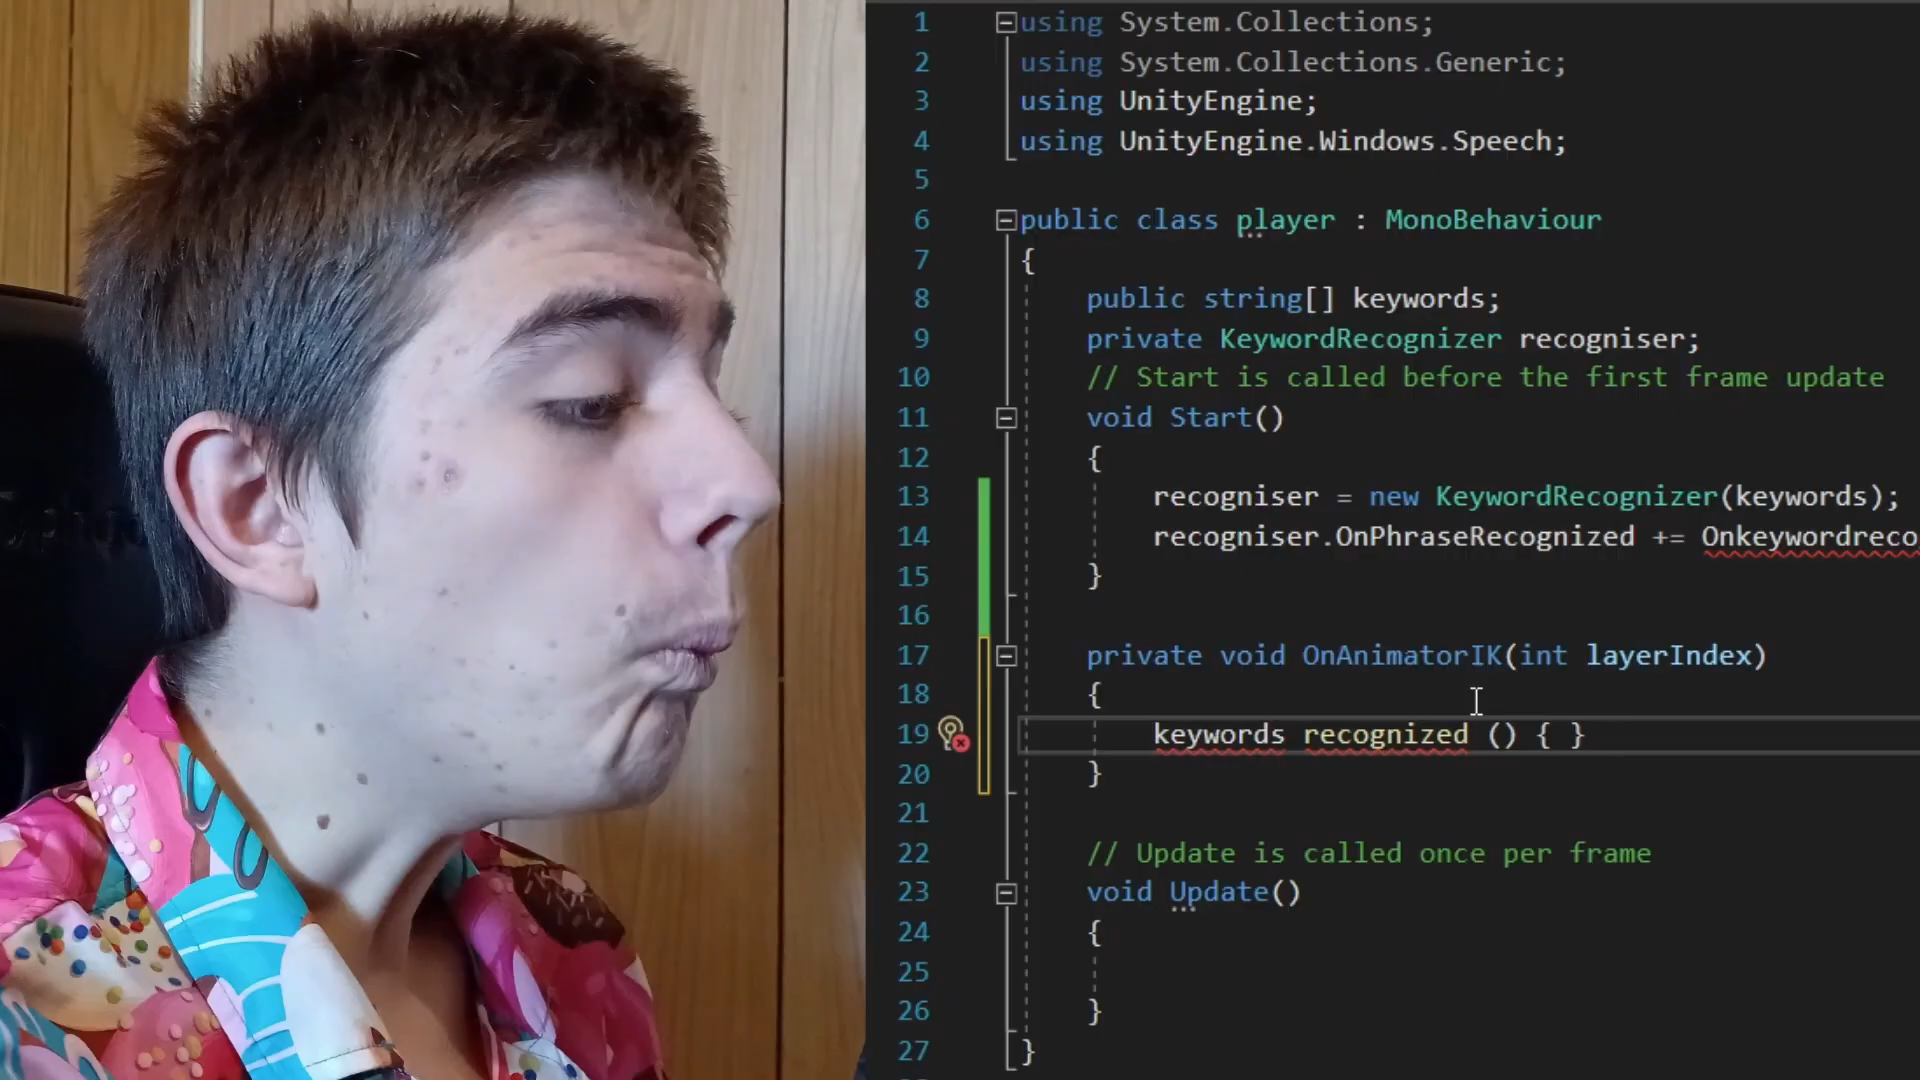 1 using System.Collections;
2 using System.Collections.Generic;
3 using UnityEngine;
4 using UnityEngine.Windows.Speech;
5
6 public class player : MonoBehaviour
7 {
8 public string[] keywords;
9 private KeywordRecognizer recogniser;
10 // Start is called before the first frame update
11 void Start()
12 {
13 recogniser = new KeywordRecognizer(keywords);
14 recogniser.OnPhraseRecognized += Onkeywordreco
15 }
16
17 private void OnAnimatorIK(int layerIndex)
18 {
19 keywords recognized () { }
20 }
21
22 // Update is called once per frame
23 void Update()
24 {
25
26 }
27 }